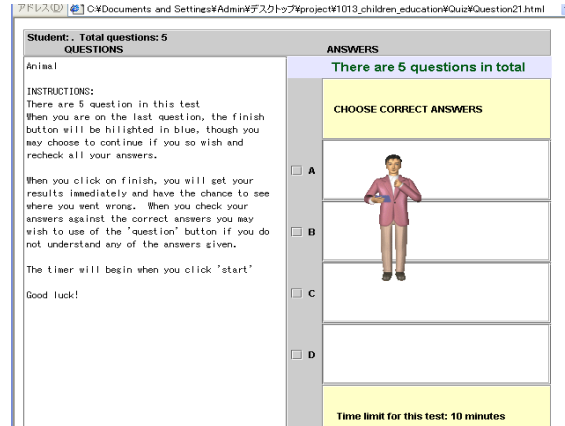 アドレス(D) C:¥Documents and Settings¥Admin¥デスクトップ¥project¥1013_children_education¥Quiz¥Question21.html
Student: . Total questions: 5
QUESTIONS
ANSWERS
Animal
INSTRUCTIONS:
There are 5 question in this test
When you are on the last question, the finish
button will be hilighted in blue, though you
may choose to continue if you so wish and
recheck all your answers.
When you click on finish, you will get your
results immediately and have the chance to see
where you went wrong. When you check your
answers against the correct answers you may
wish to use of the 'question' button if you do
not understand any of the answers given.
The timer will begin when you click 'start'
Good luck!
There are 5 questions in total
CHOOSE CORRECT ANSWERS
A
B
C
D
Time limit for this test: 10 minutes